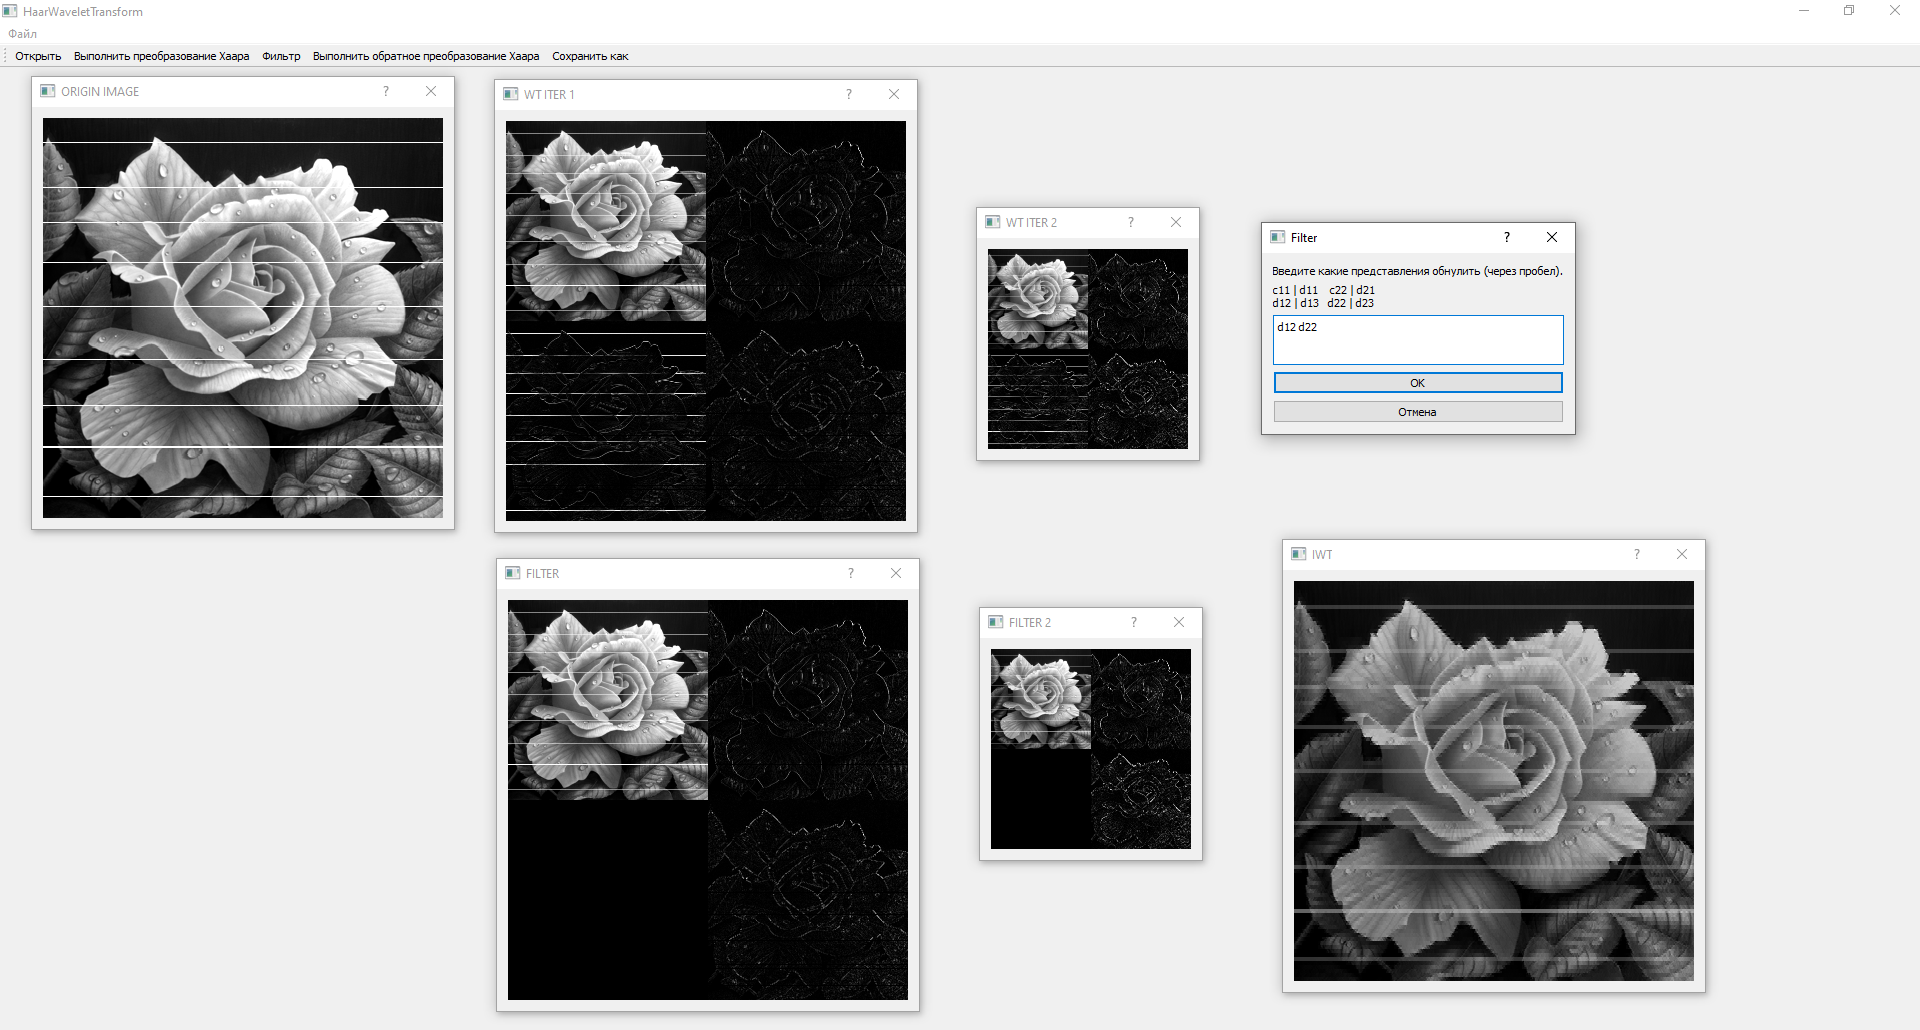 HaarWaveletTransform
Файл
Открыть Выполнить преобразование Хаара Фильтр Выполнить обратное преобразование Хаара Сохранить как
ORIGIN IMAGE ?
WT ITER 1 ?
WT ITER 2 ?
Filter ?
Введите какие представления обнулить (через пробел).
c11 | d11 c22 | d21
d12 | d13 d22 | d23
d12 d22
OK
Отмена
FILTER ?
FILTER 2 ?
IWT ?